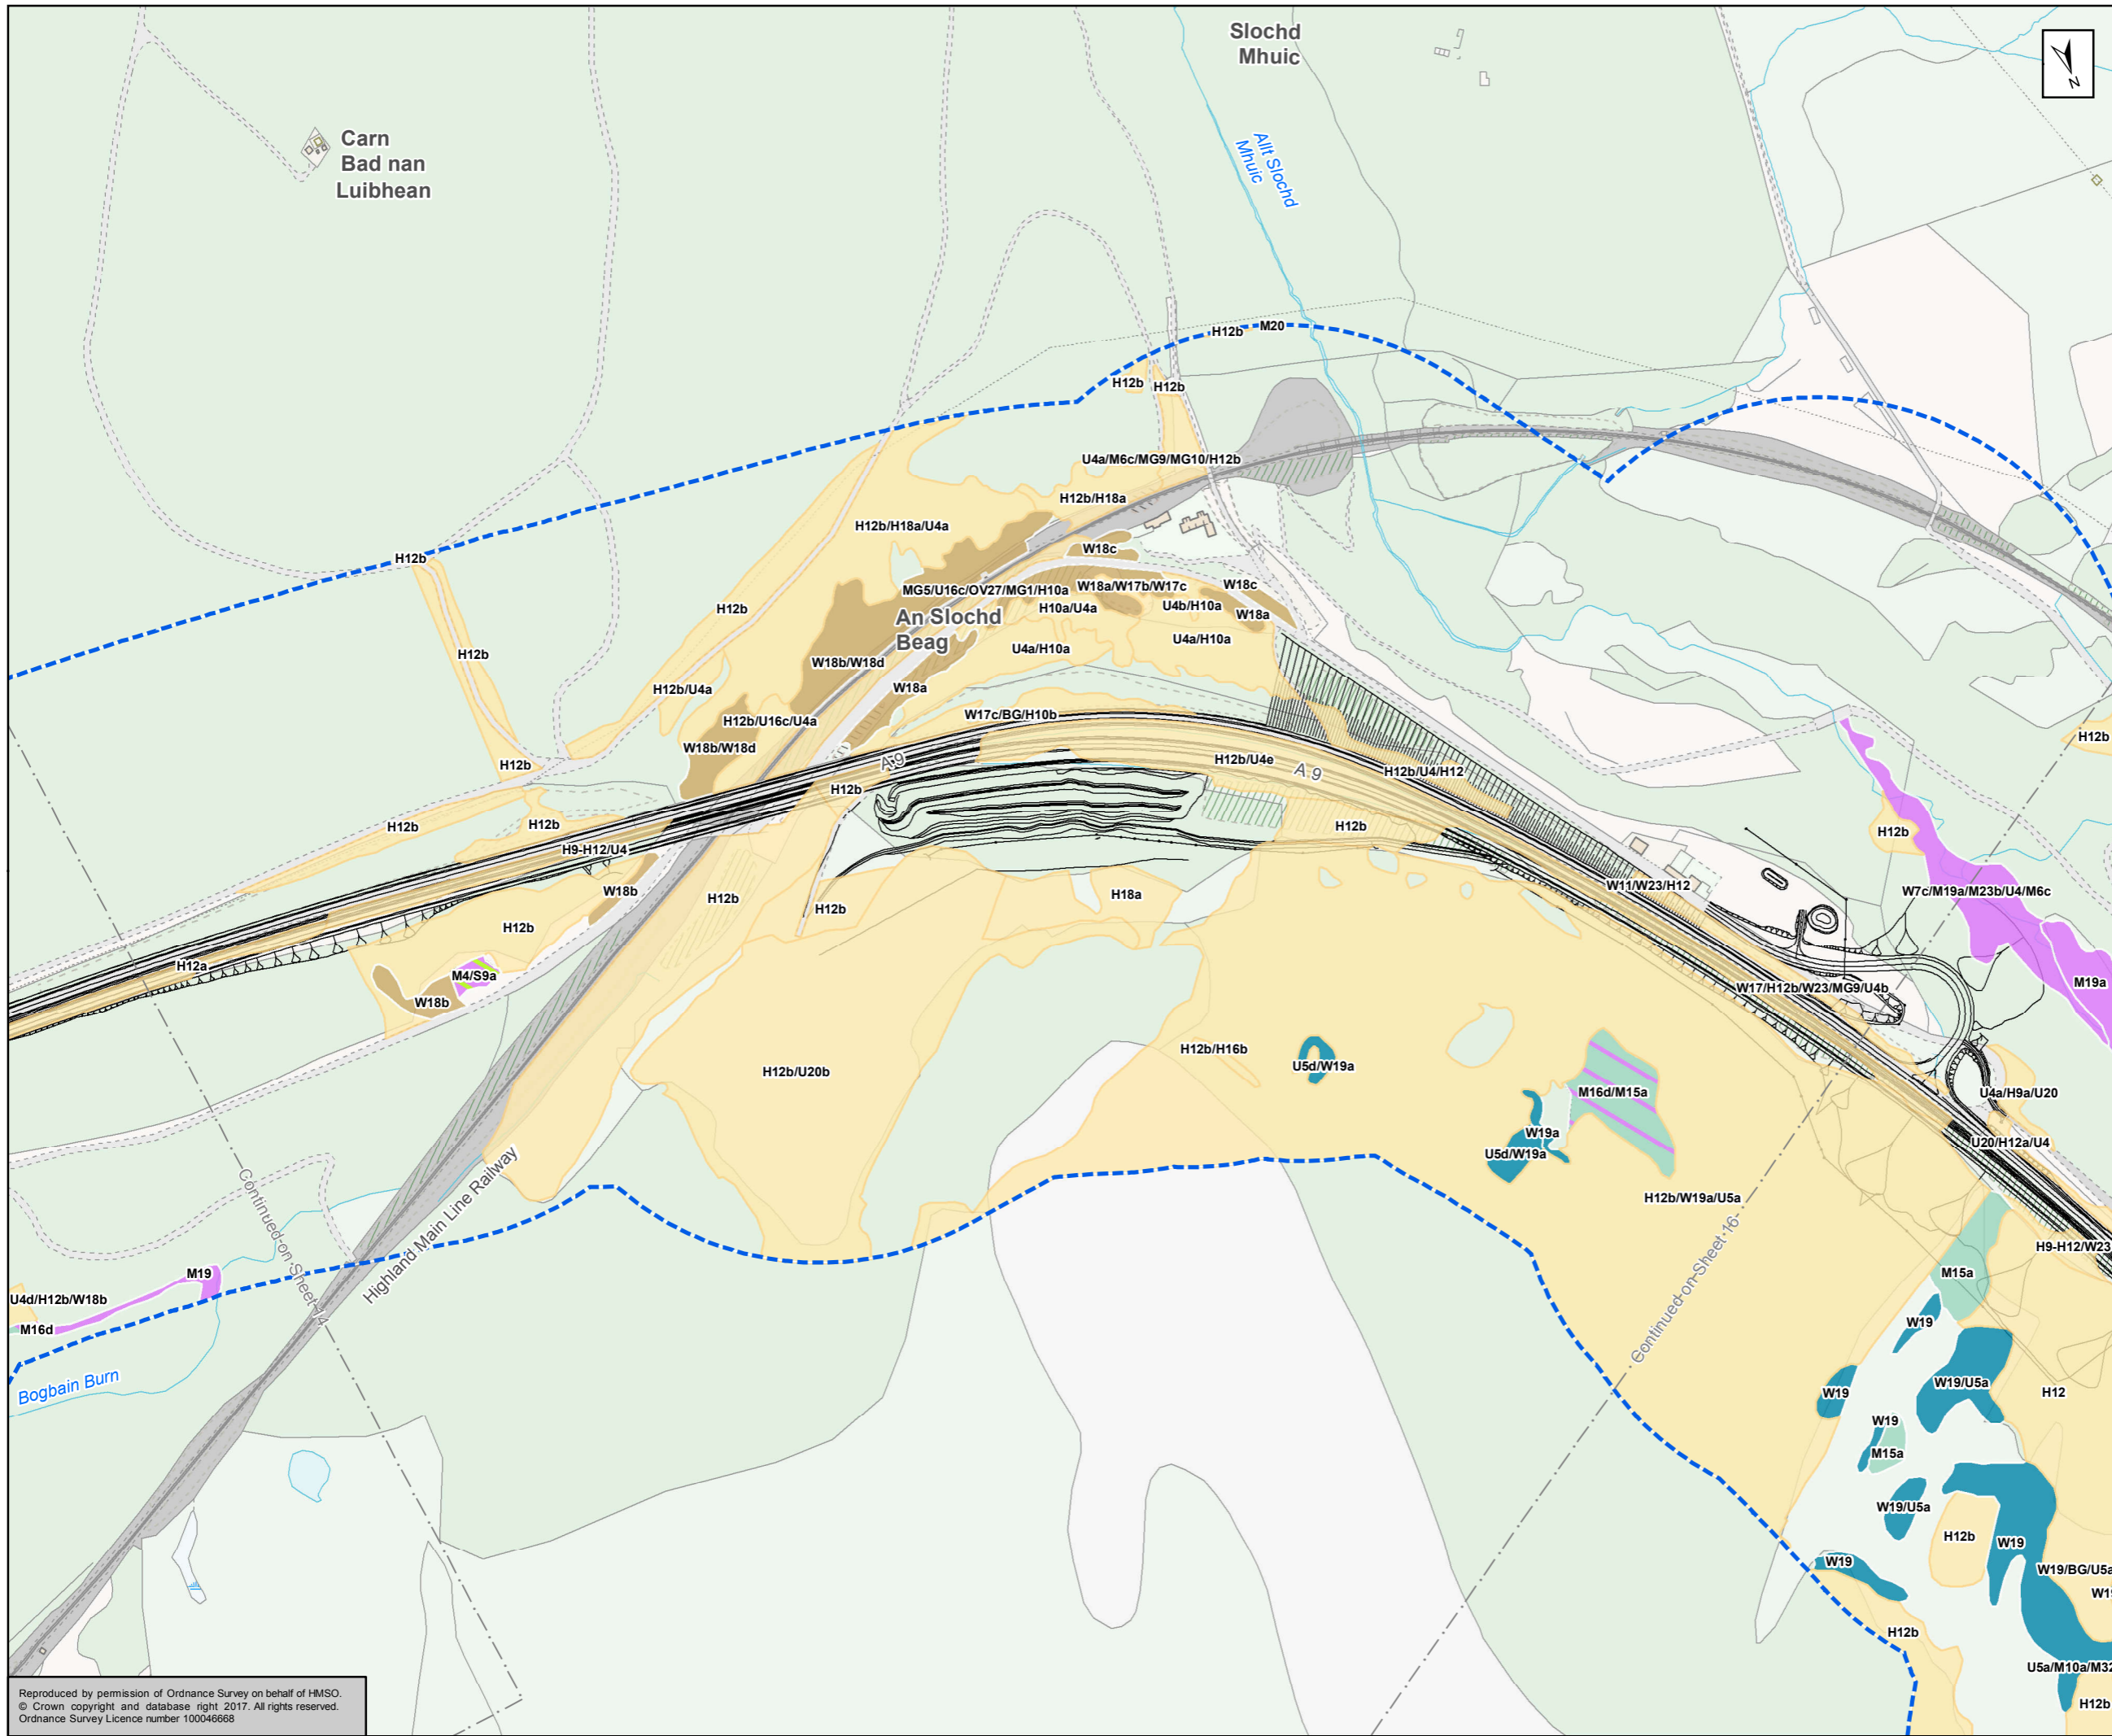 Slochd
Mhuic
N
Carn
Bad nan
Luibhean
Allt Slochd
Mhuic
H12b
M20
H12b
H12b
U4a/M6c/MG9/MG10/H12b
H12b/H18a
H12b/H18a/U4a
W18c
H12b
MG5/U16c/OV27/MG1/H10a
W18a/W17b/W17c
W18c
H12b
H10a/U4a
U4b/H10a
W18a
An Slochd
Beag
U4a/H10a
U4a/H10a
H12b
W18b/W18d
W18a
H12b/U4a
H12b/U16c/U4a
W17c/BG/H10b
H12b
W18b/W18d
H12b
A 9
H12b/U4e
A 9
H12b/U4/H12
H12b
H12b
H12b
H12b
H12b
H9-H12/U4
W18b
H12b
H12b
H18a
W11/W23/H12
W7c/M19a/M23b/U4/M6c
H12b
H12a
M4/S9a
W18b
W17/H12b/W23/MG9/U4b
M19a
H12b/H16b
H12b/U20b
U5d/W19a
M16d/M15a
U4a/H9a/U20
W19a
U5d/W19a
U20/H12a/U4
H12b/W19a/U5a
Continued on Sheet 14
Highland Main Line Railway
Continued on Sheet 16
H9-H12/W23
M19
M15a
U4d/H12b/W18b
M16d
W19
Bogbain Burn
W19/U5a
W19
H12
W19
M15a
W19/U5a
H12b
W19
W19
W19/BG/U5a
W19
H12b
U5a/M10a/M32
H12b
Reproduced by permission of Ordnance Survey on behalf of HMSO.
© Crown copyright and database right 2017. All rights reserved.
Ordnance Survey Licence number 100046668